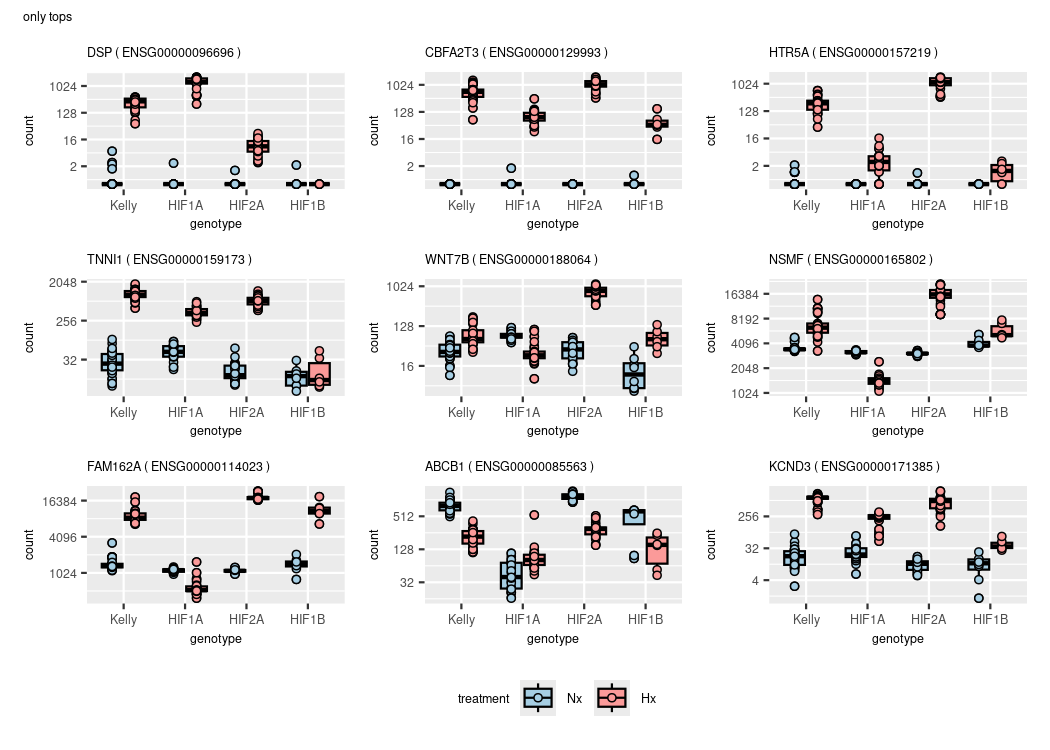 only tops
DSP ( ENSG00000096696 )
CBFA2T3 ( ENSG00000129993 )
HTR5A ( ENSG00000157219 )
count
1024
128
16
2
count
1024
128
16
2
count
1024
128
16
2
Kelly HIF1A HIF2A HIF1B
Kelly HIF1A HIF2A HIF1B
Kelly HIF1A HIF2A HIF1B
genotype
genotype
genotype
TNNI1 ( ENSG00000159173 )
WNT7B ( ENSG00000188064 )
NSMF ( ENSG00000165802 )
count
2048
256
32
count
1024
128
16
count
16384
8192
4096
2048
1024
Kelly HIF1A HIF2A HIF1B
Kelly HIF1A HIF2A HIF1B
Kelly HIF1A HIF2A HIF1B
genotype
genotype
genotype
FAM162A ( ENSG00000114023 )
ABCB1 ( ENSG00000085563 )
KCND3 ( ENSG00000171385 )
count
16384
4096
1024
count
512
128
32
count
256
32
4
Kelly HIF1A HIF2A HIF1B
Kelly HIF1A HIF2A HIF1B
Kelly HIF1A HIF2A HIF1B
genotype
genotype
genotype
treatment Nx Hx